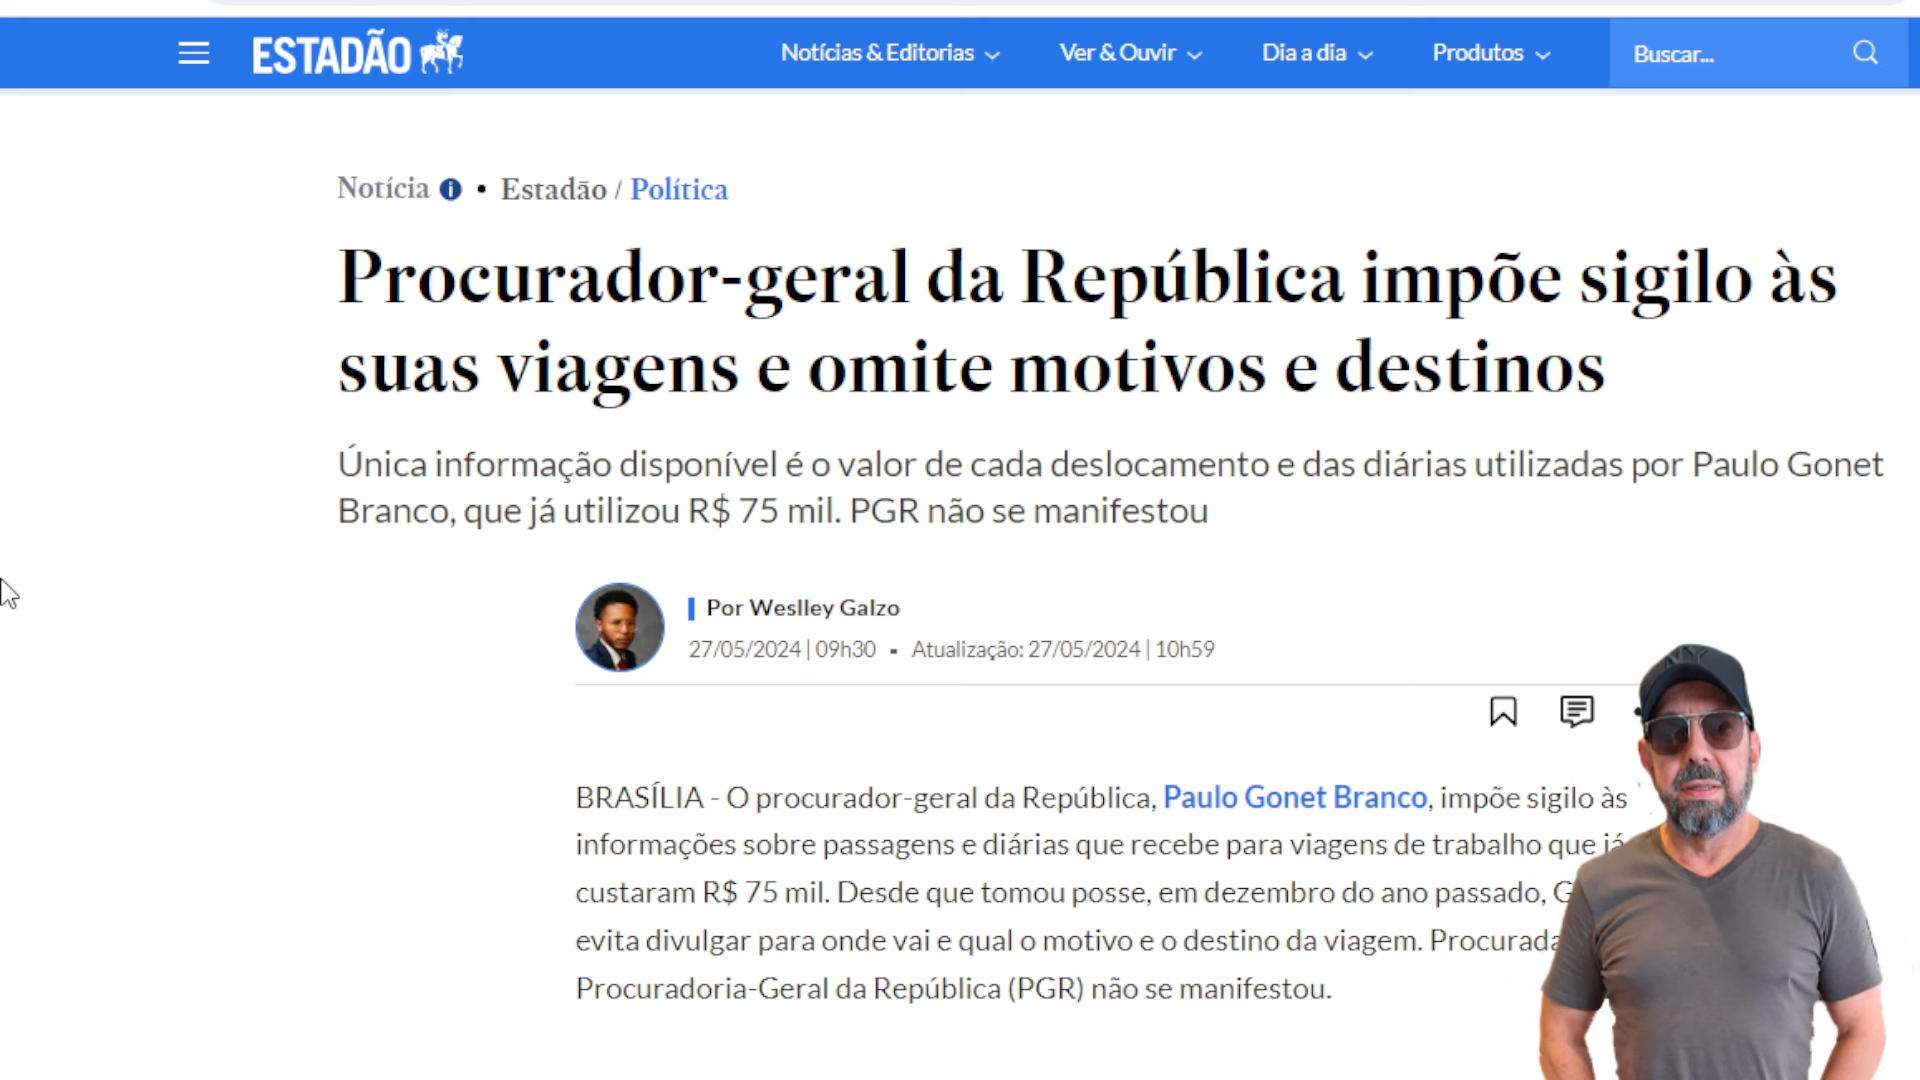 ESTADÃO
Notícias & Editorias
Ver & Ouvir
Dia a dia
Produtos
Buscar...
Notícia i • Estadão / Política
Procurador-geral da República impõe sigilo às
suas viagens e omite motivos e destinos
Única informação disponível é o valor de cada deslocamento e das diárias utilizadas por Paulo Gonet
Branco, que já utilizou R$ 75 mil. PGR não se manifestou
Por Weslley Galzo
27/05/2024 | 09h30 ▪ Atualização: 27/05/2024 | 10h59
BRASÍLIA - O procurador-geral da República, Paulo Gonet Branco, impõe sigilo às
informações sobre passagens e diárias que recebe para viagens de trabalho que já
custaram R$ 75 mil. Desde que tomou posse, em dezembro do ano passado,
evita divulgar para onde vai e qual o motivo e o destino da viagem. Procurada
Procuradoria-Geral da República (PGR) não se manifestou.
NY